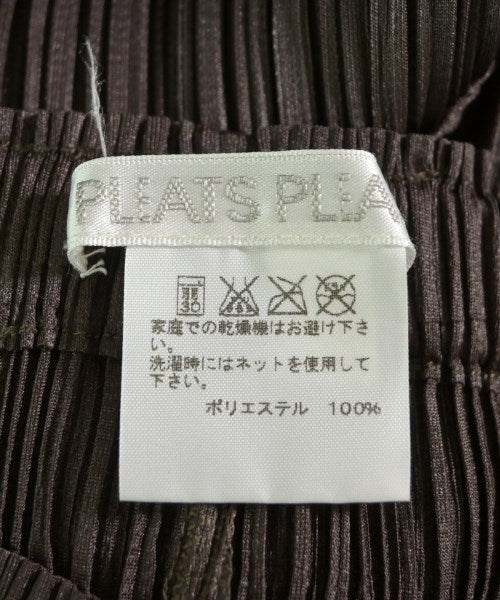 PLEATS PLEA
30
家庭での乾燥機はお避け下さ
い。
洗濯時にはネットを使用して
下さい。
ポリエステル 100%